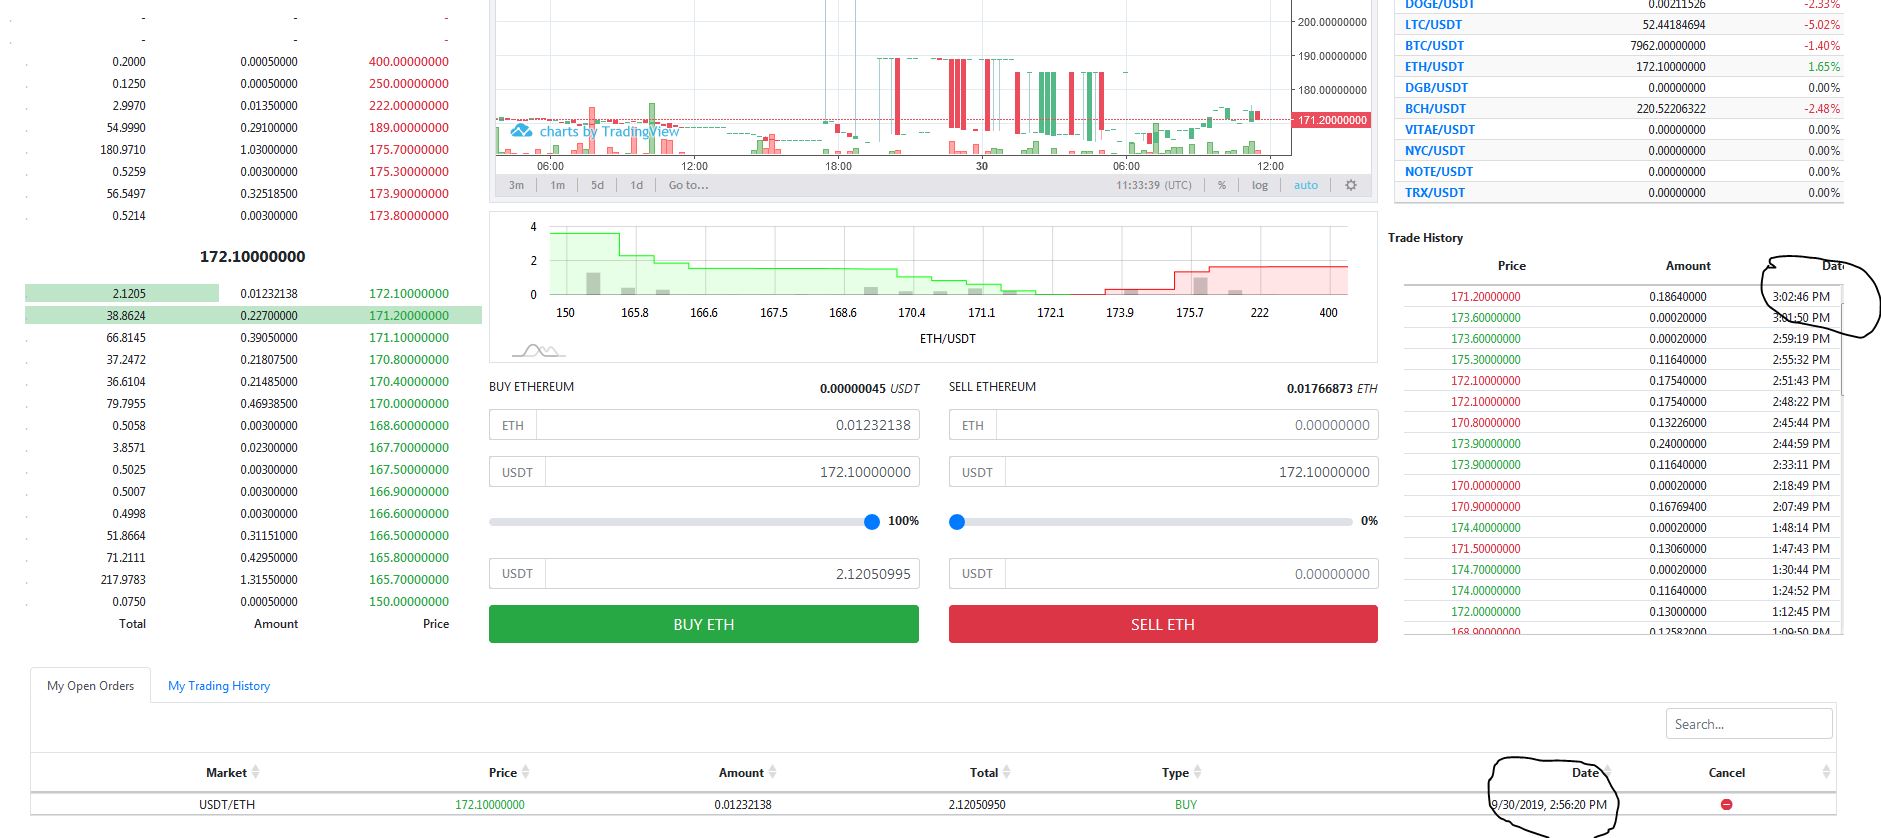 - - -
- - -
0.2000 0.00050000 400.00000000
0.1250 0.00050000 250.00000000
2.9970 0.01350000 222.00000000
54.9990 0.29100000 189.00000000
180.9710 1.03000000 175.70000000
0.5259 0.00300000 175.30000000
56.5497 0.32518500 173.90000000
0.5214 0.00300000 173.80000000
172.10000000
2.1205 0.01232138 172.10000000
38.8624 0.22700000 171.20000000
66.8145 0.39050000 171.10000000
37.2472 0.21807500 170.80000000
36.6104 0.21485000 170.40000000
79.7955 0.46938500 170.00000000
0.5058 0.00300000 168.60000000
3.8571 0.02300000 167.70000000
0.5025 0.00300000 167.50000000
0.5007 0.00300000 166.90000000
0.4998 0.00300000 166.60000000
51.8664 0.31151000 166.50000000
71.2111 0.42950000 165.80000000
217.9783 1.31550000 165.70000000
0.0750 0.00050000 150.00000000
Total Amount Price
200.00000000
190.00000000
180.00000000
171.20000000
charts by TradingView
06:00 12:00 18:00 30 06:00 12:00
3m 1m 5d 1d Go to... 11:33:39 (UTC) % log auto
4
2
0
150 165.8 166.6 167.5 168.6 170.4 171.1 172.1 173.9 175.7 222 400
ETH/USDT
BUY ETHEREUM 0.00000045 USDT
ETH 0.01232138
USDT 172.10000000
100%
USDT 2.12050995
BUY ETH
SELL ETHEREUM 0.01766873 ETH
ETH 0.00000000
USDT 172.10000000
0%
USDT 0.00000000
SELL ETH
DOGE/USDT 0.00211526 -2.33%
LTC/USDT 52.44184694 -5.02%
BTC/USDT 7962.00000000 -1.40%
ETH/USDT 172.10000000 1.65%
DGB/USDT 0.00000000 0.00%
BCH/USDT 220.52206322 -2.48%
VITAE/USDT 0.00000000 0.00%
NYC/USDT 0.00000000 0.00%
NOTE/USDT 0.00000000 0.00%
TRX/USDT 0.00000000 0.00%
Trade History
Price Amount Date
171.20000000 0.18640000 3:02:46 PM
173.60000000 0.00020000 3:01:50 PM
173.60000000 0.00020000 2:59:19 PM
175.30000000 0.11640000 2:55:32 PM
172.10000000 0.17540000 2:51:43 PM
172.10000000 0.17540000 2:48:22 PM
170.80000000 0.13226000 2:45:44 PM
173.90000000 0.24000000 2:44:59 PM
173.90000000 0.11640000 2:33:11 PM
170.00000000 0.00020000 2:18:49 PM
170.90000000 0.16769400 2:07:49 PM
174.40000000 0.00020000 1:48:14 PM
171.50000000 0.13060000 1:47:43 PM
174.70000000 0.00020000 1:30:44 PM
174.00000000 0.11640000 1:24:52 PM
172.00000000 0.13000000 1:12:45 PM
168.90000000 0.12582000 1:09:50 PM
My Open Orders My Trading History
Search...
Market Price Amount Total Type Date Cancel
USDT/ETH 172.10000000 0.01232138 2.12050950 BUY 9/30/2019, 2:56:20 PM